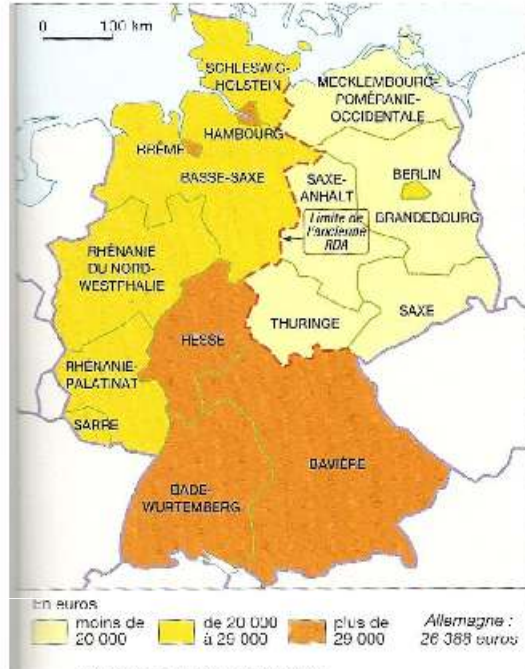 0 100 km
SCHLESWIG-
HOLSTEIN
MECKLEMBOURG-
POMÉRANIE-
OCCIDENTALE
HAMBOURG
BRÊME
BASSE-SAXE
SAXE-
ANHALT
BERLIN
BRANDEBOURG
Limite de
l'ancienne
RDA
RHÉNANIE
DU NORD-
WESTPHALIE
HESSE
THURINGE
SAXE
RHÉNANIE-
PALATINAT
SARRE
BAVIÈRE
BADE-
WURTEMBERG
En euros
moins de
20 000
de 20 000
à 29 000
plus de
29 000
Allemagne :
26 388 euros